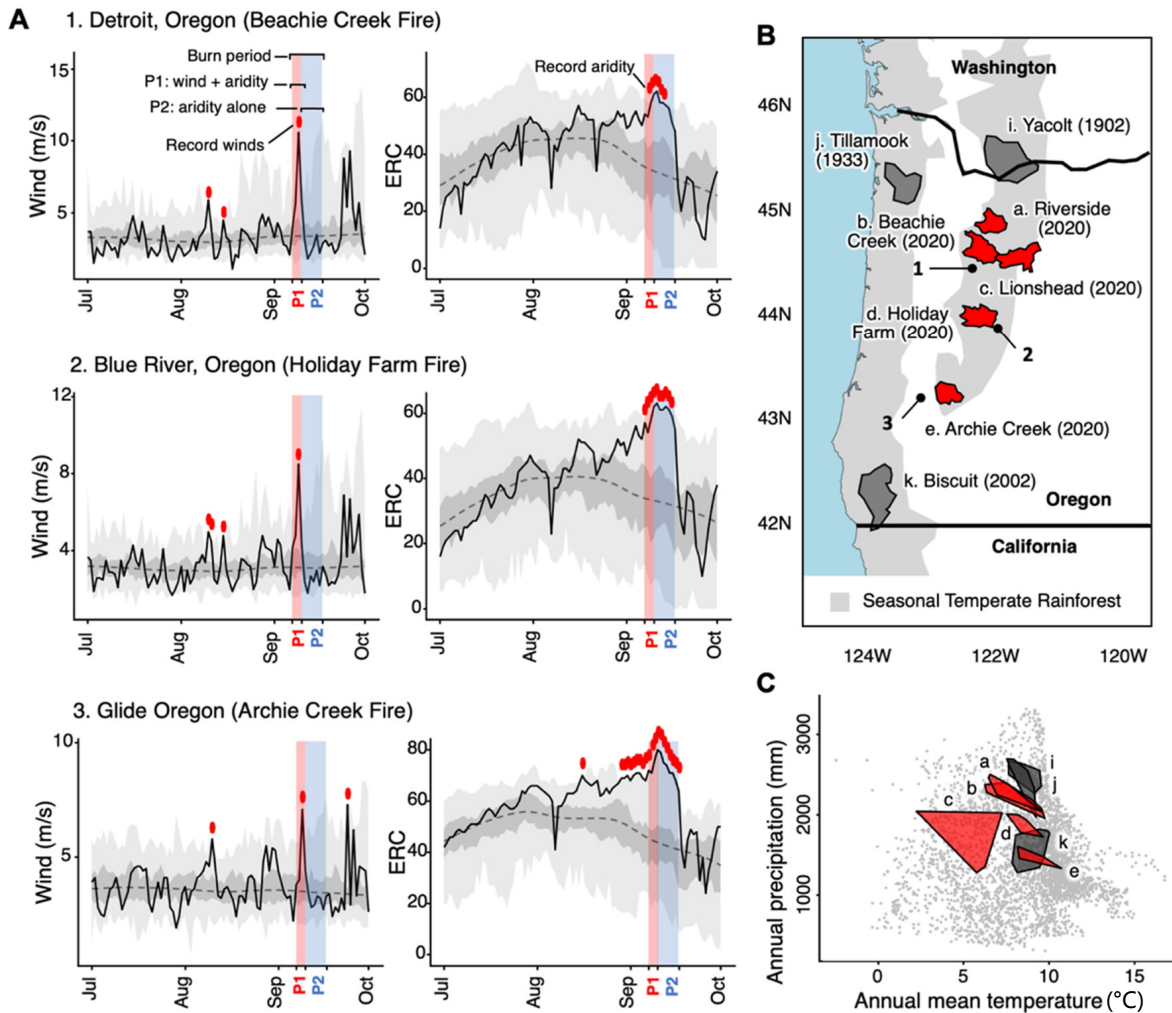 A
1. Detroit, Oregon (Beachie Creek Fire)
Burn period
P1: wind + aridity
P2: aridity alone
Record winds
Wind (m/s)
15
10
5
Jul
Aug
Sep
P1
P2
Oct
Record aridity
ERC
60
40
20
0
Jul
Aug
Sep
P1
P2
Oct
2. Blue River, Oregon (Holiday Farm Fire)
Wind (m/s)
12
8
4
Jul
Aug
Sep
P1
P2
Oct
ERC
60
40
20
0
Jul
Aug
Sep
P1
P2
Oct
3. Glide Oregon (Archie Creek Fire)
Wind (m/s)
10
5
Jul
Aug
Sep
P1
P2
Oct
ERC
80
60
40
20
0
Jul
Aug
Sep
P1
P2
Oct
B
46N
45N
44N
43N
42N
Washington
i. Yacolt (1902)
j. Tillamook
(1933)
a. Riverside
(2020)
b. Beachie
Creek (2020)
1
c. Lionshead (2020)
d. Holiday
Farm (2020)
2
3
e. Archie Creek (2020)
k. Biscuit (2002)
Oregon
California
Seasonal Temperate Rainforest
124W
122W
120W
C
Annual precipitation (mm)
3000
2000
1000
a
b
c
d
i
j
k
e
0
5
10
15
Annual mean temperature (°C)